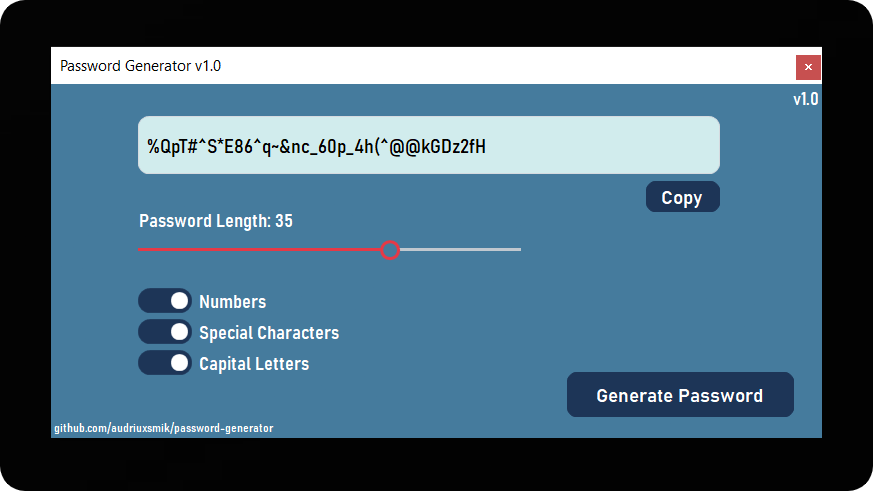 Password Generator v1.0
v1.0
%QpT#^S*E86^q~&nc_60p_4h(^@@kGDz2fH
Copy
Password Length: 35
Numbers
Special Characters
Capital Letters
Generate Password
github.com/audriuxsmik/password-generator